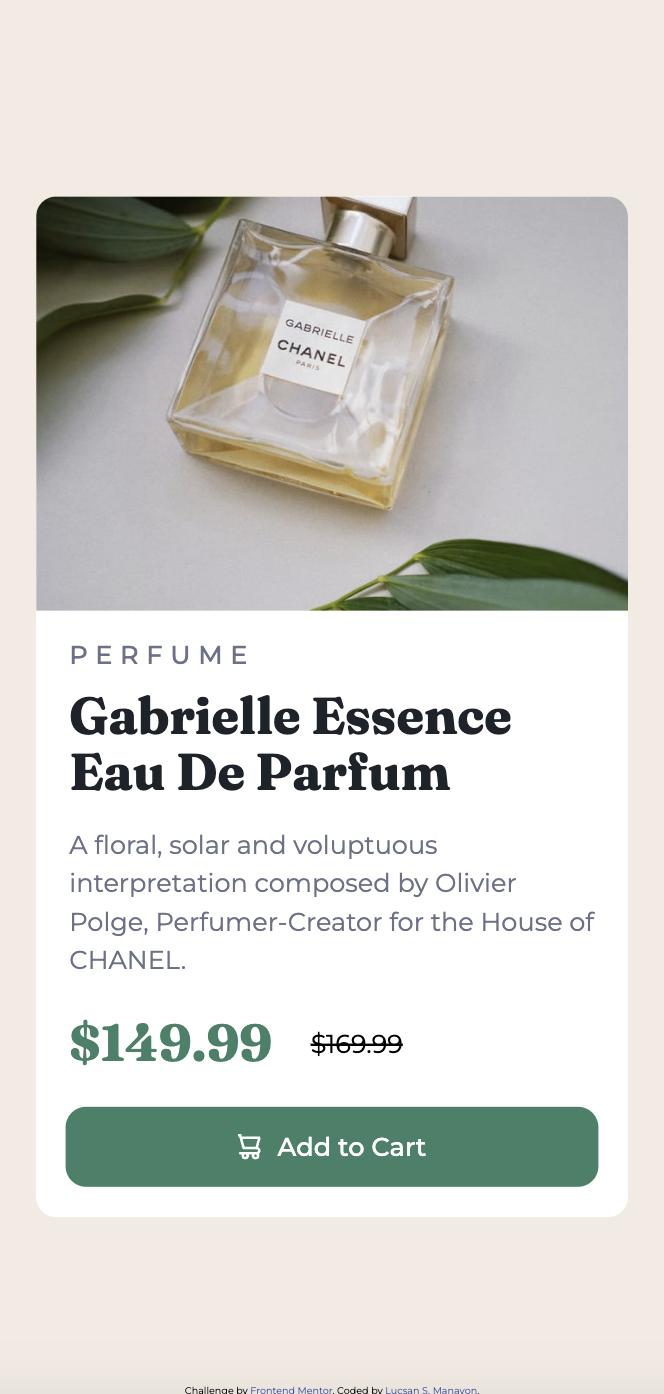 GABRIELLE
CHANEL
PARIS
PERFUME
Gabrielle Essence
Eau De Parfum
A floral, solar and voluptuous
interpretation composed by Olivier
Polge, Perfumer-Creator for the House of
CHANEL.
$149.99 $169.99
Add to Cart
Challenge by Frontend Mentor. Coded by Lucsan S. Manayon.